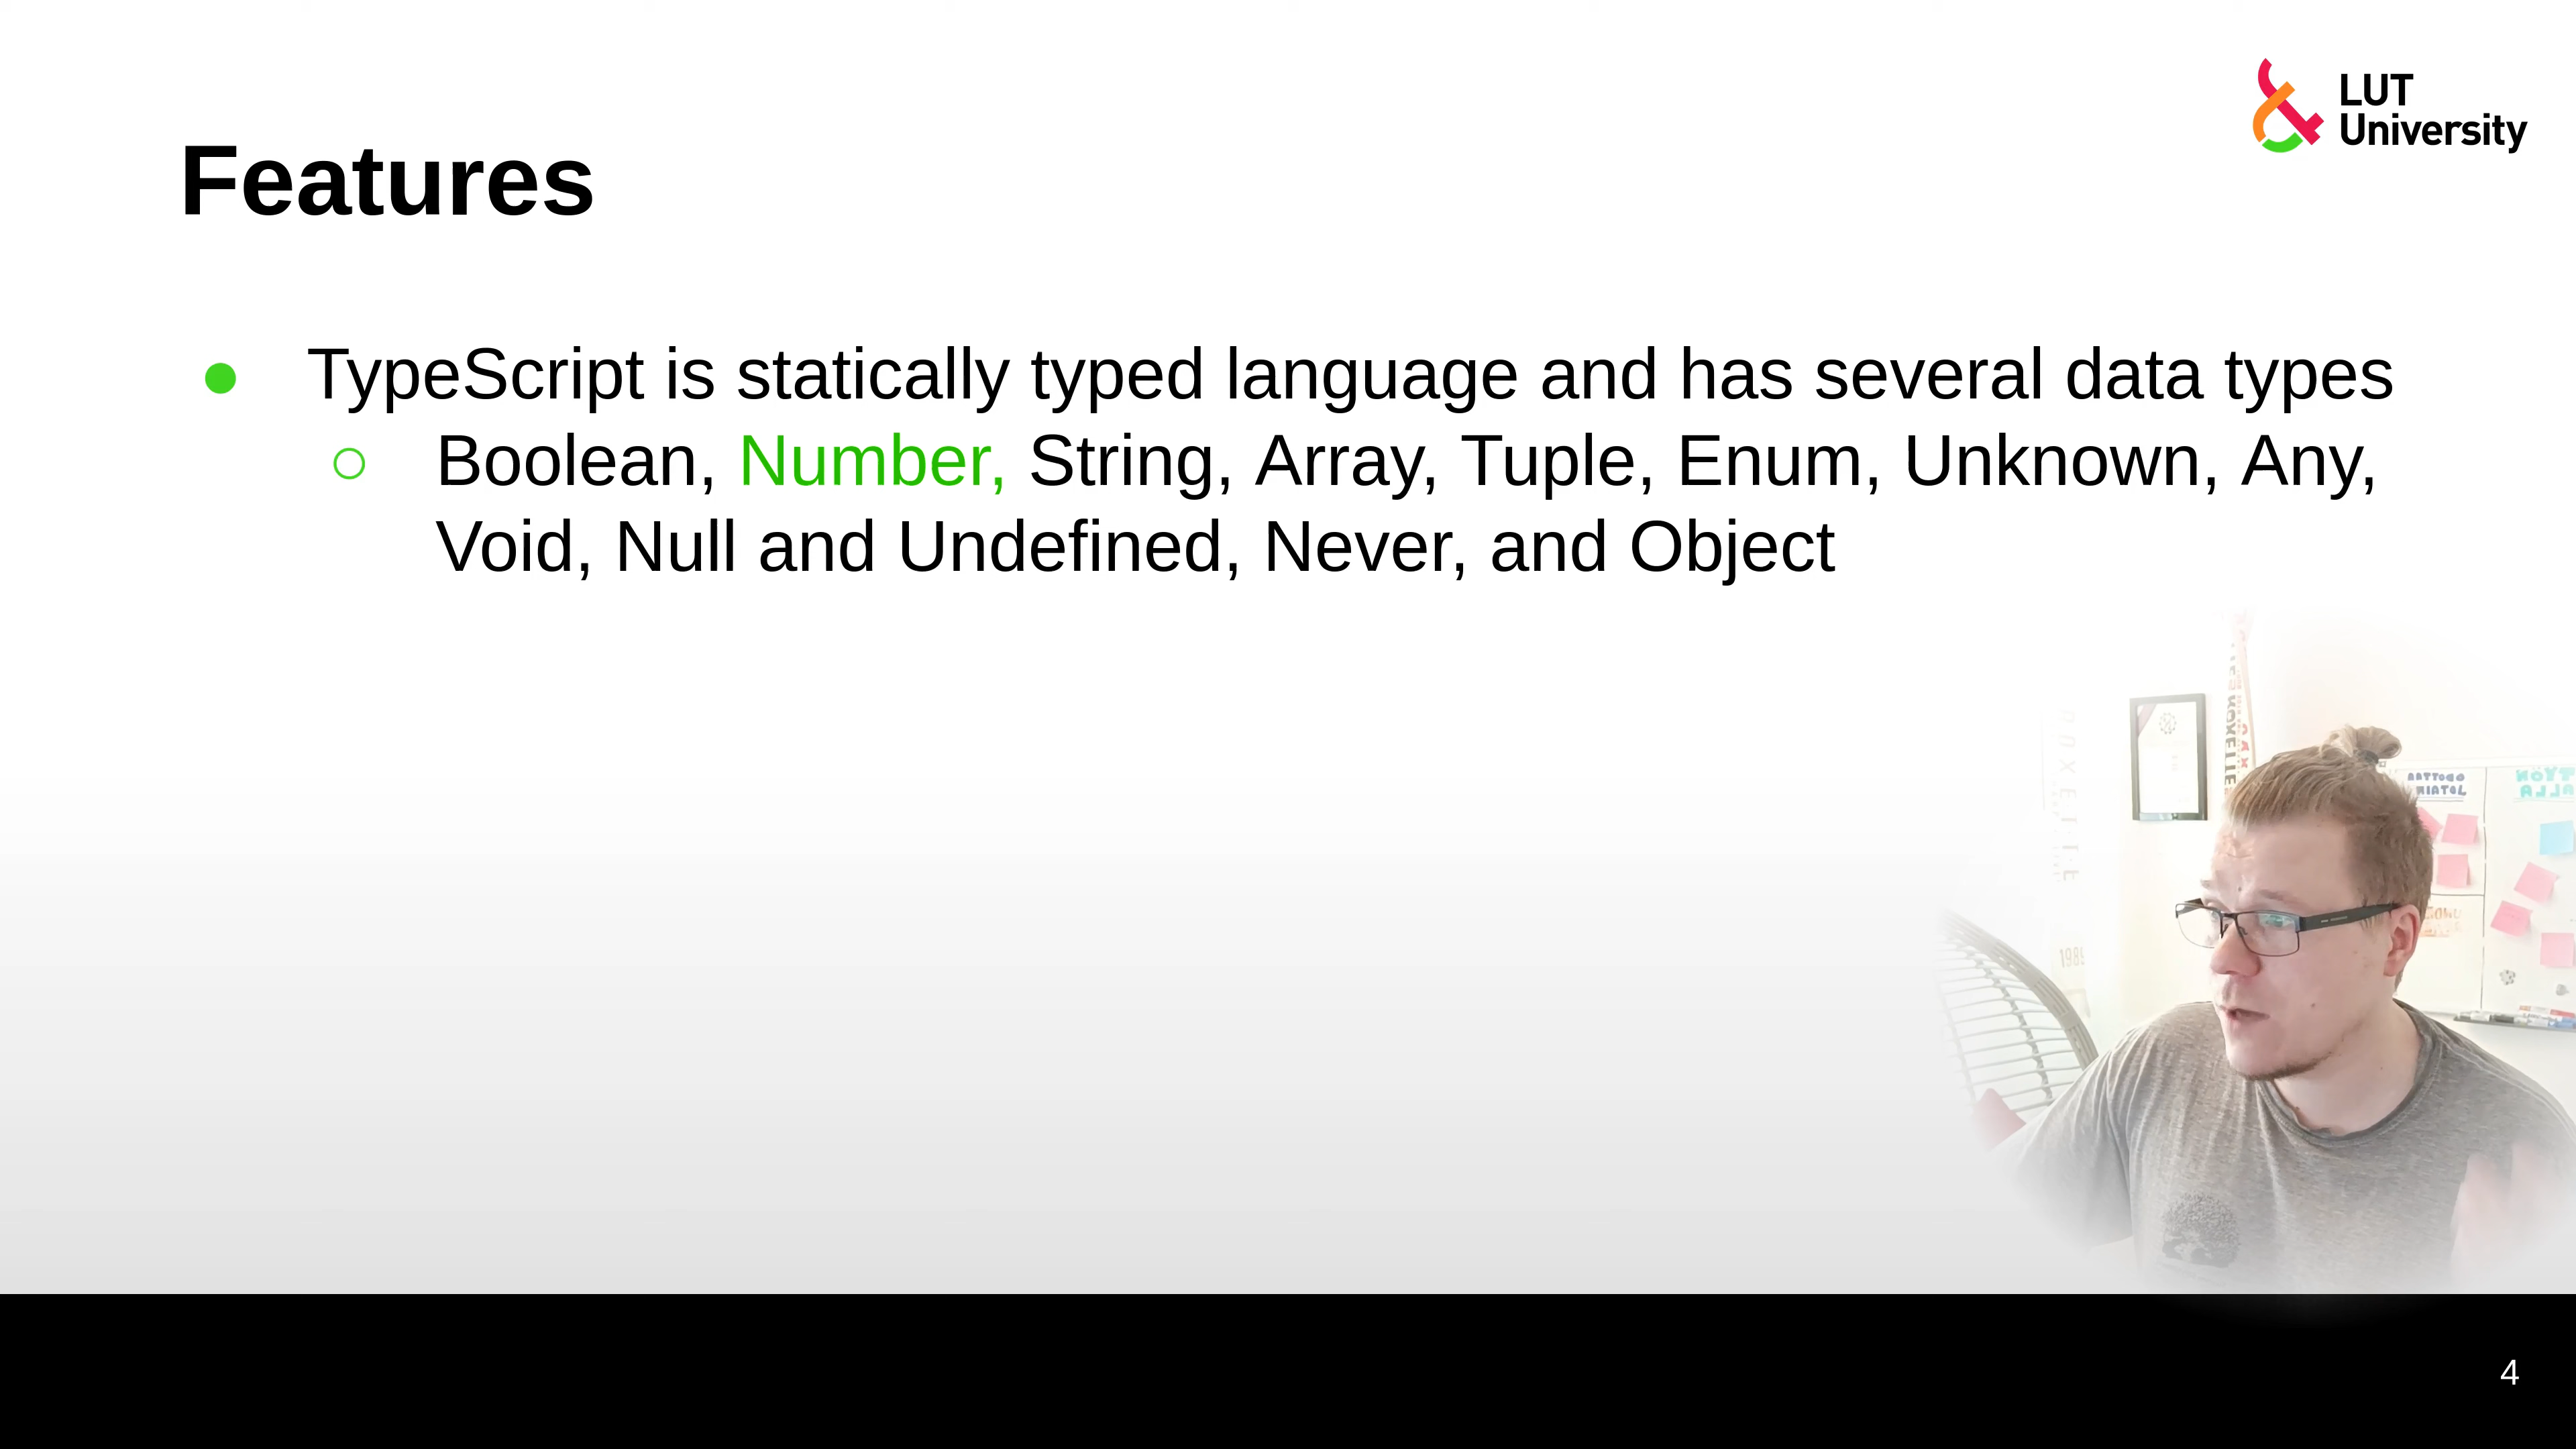 LUT
University
Features
● TypeScript is statically typed language and has several data types
○ Boolean, Number, String, Array, Tuple, Enum, Unknown, Any,
Void, Null and Undefined, Never, and Object
1989
4